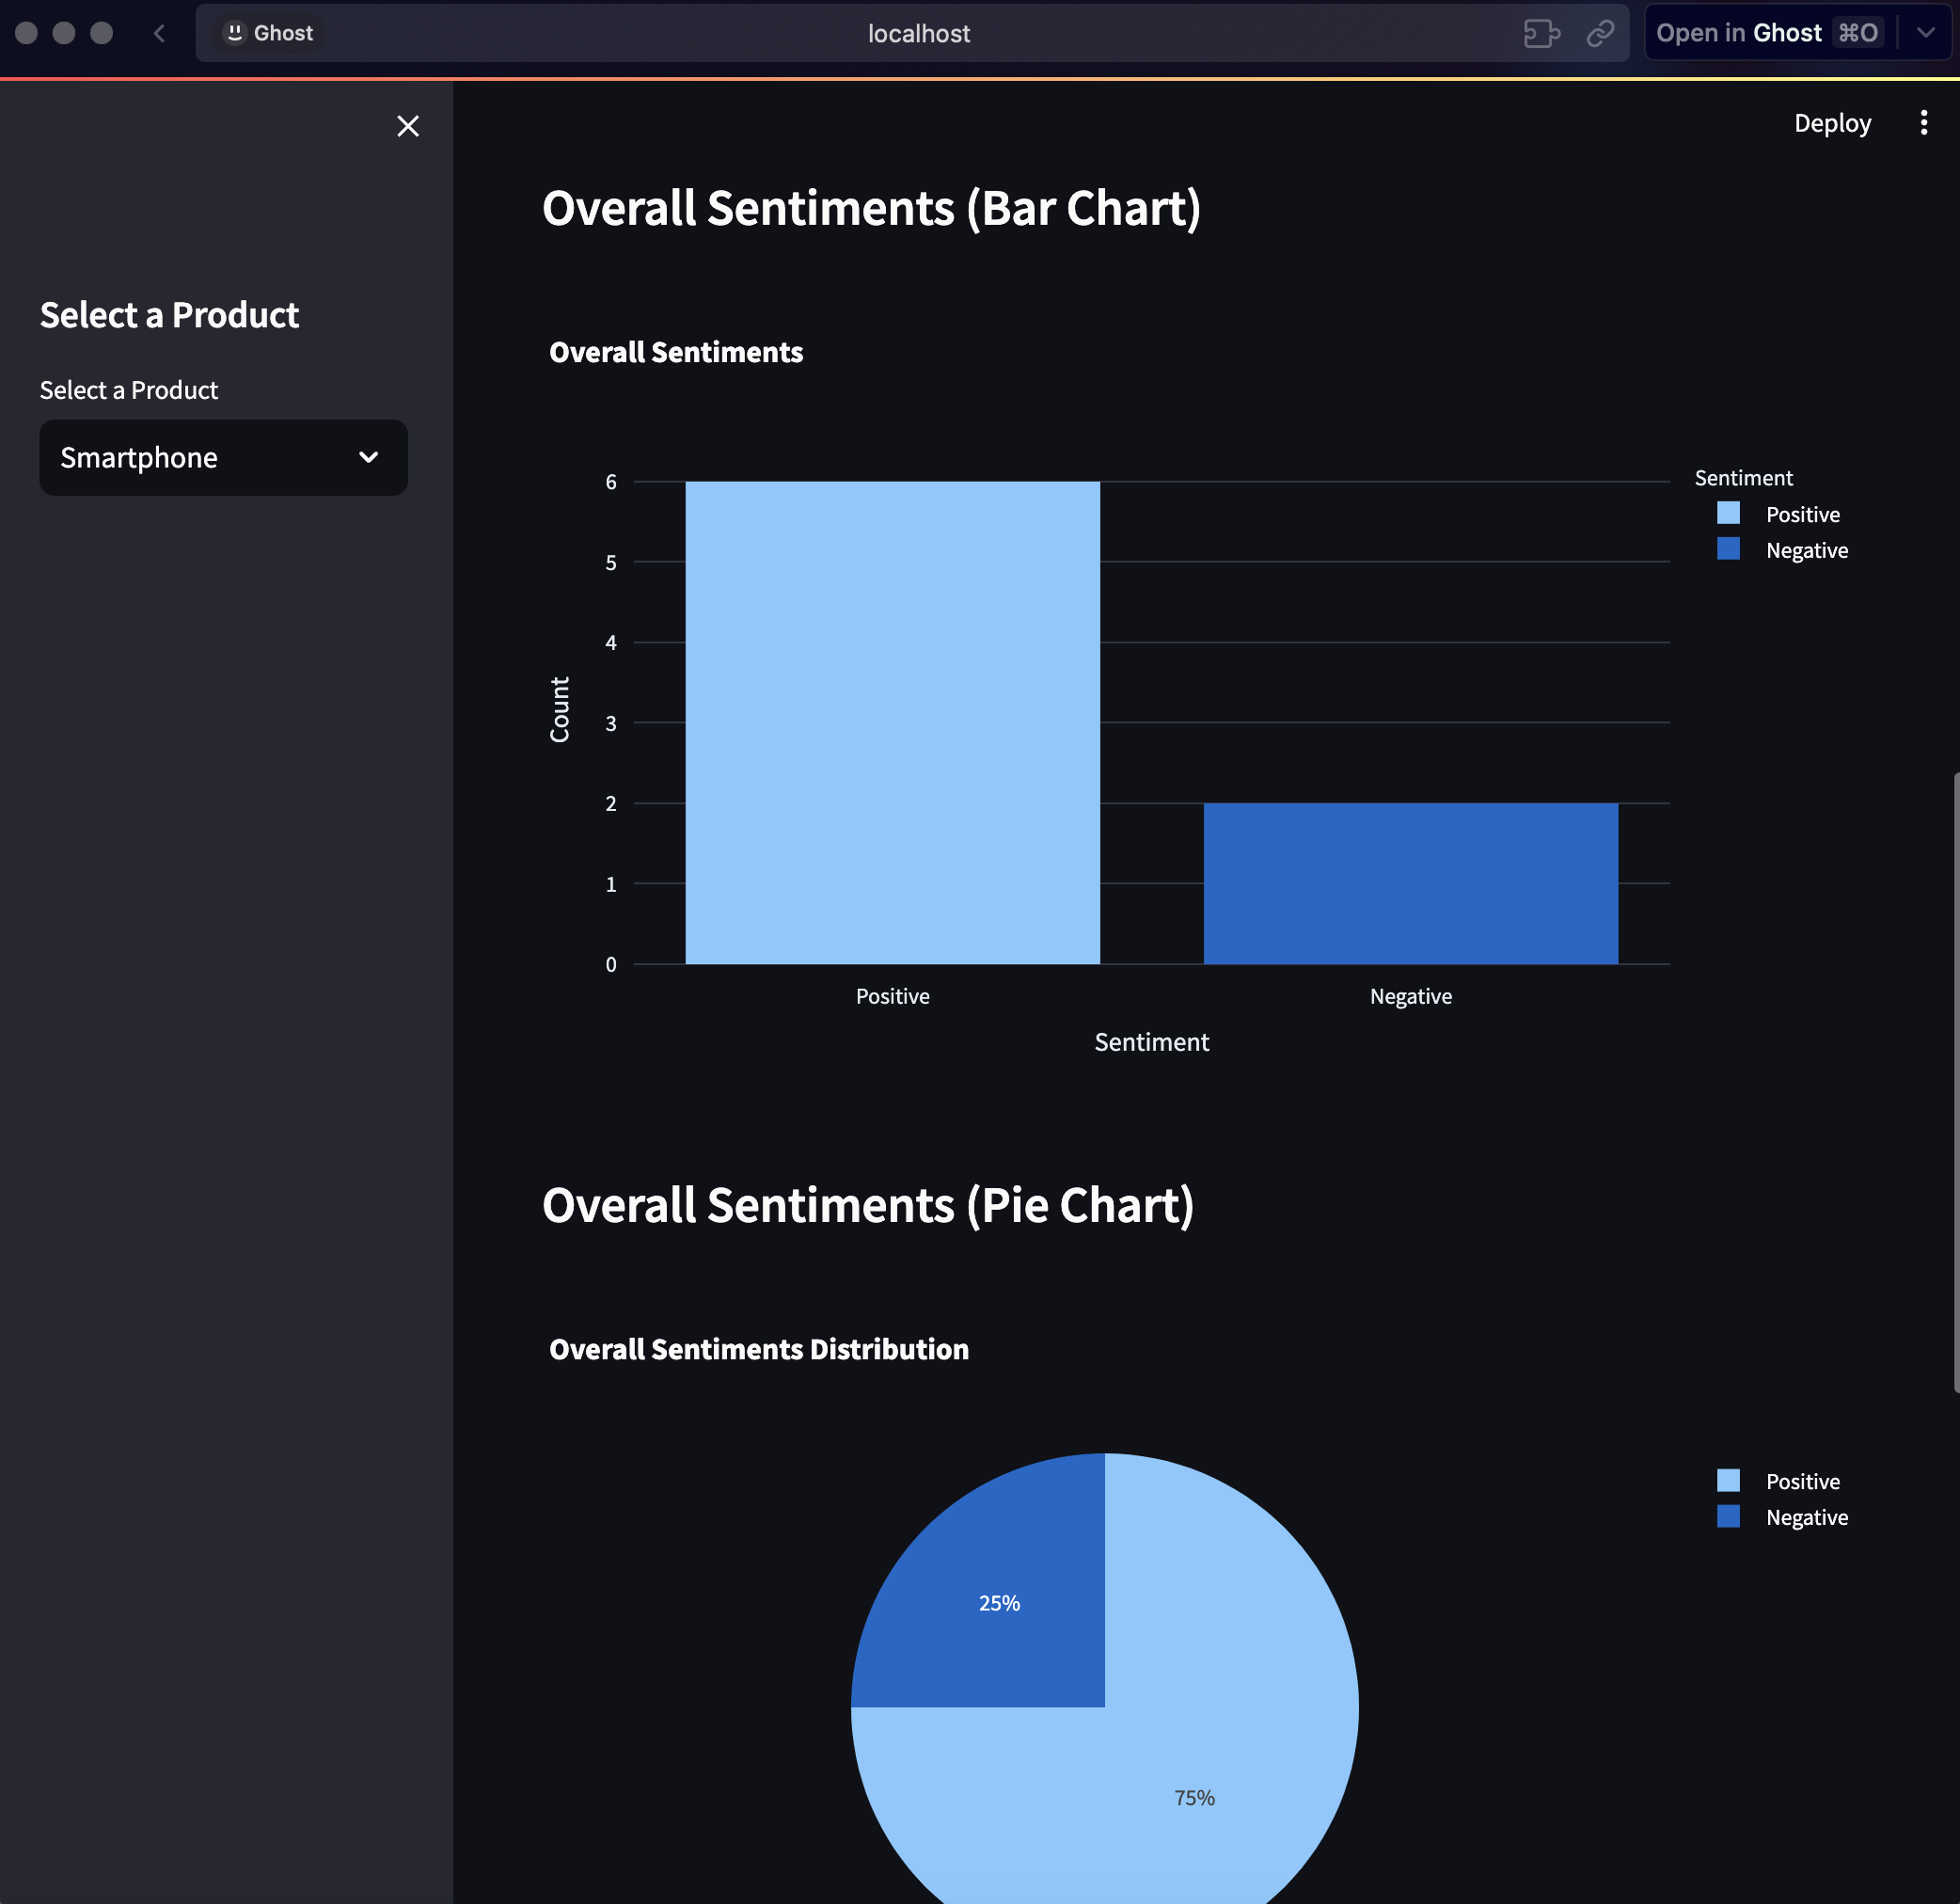 Ghost
localhost
Open in Ghost ⌘O
Deploy
Select a Product
Select a Product
Smartphone
Overall Sentiments (Bar Chart)
Overall Sentiments
Sentiment
Positive
Negative
6
5
4
3
2
1
0
Count
Positive
Negative
Sentiment
Overall Sentiments (Pie Chart)
Overall Sentiments Distribution
Positive
Negative
25%
75%